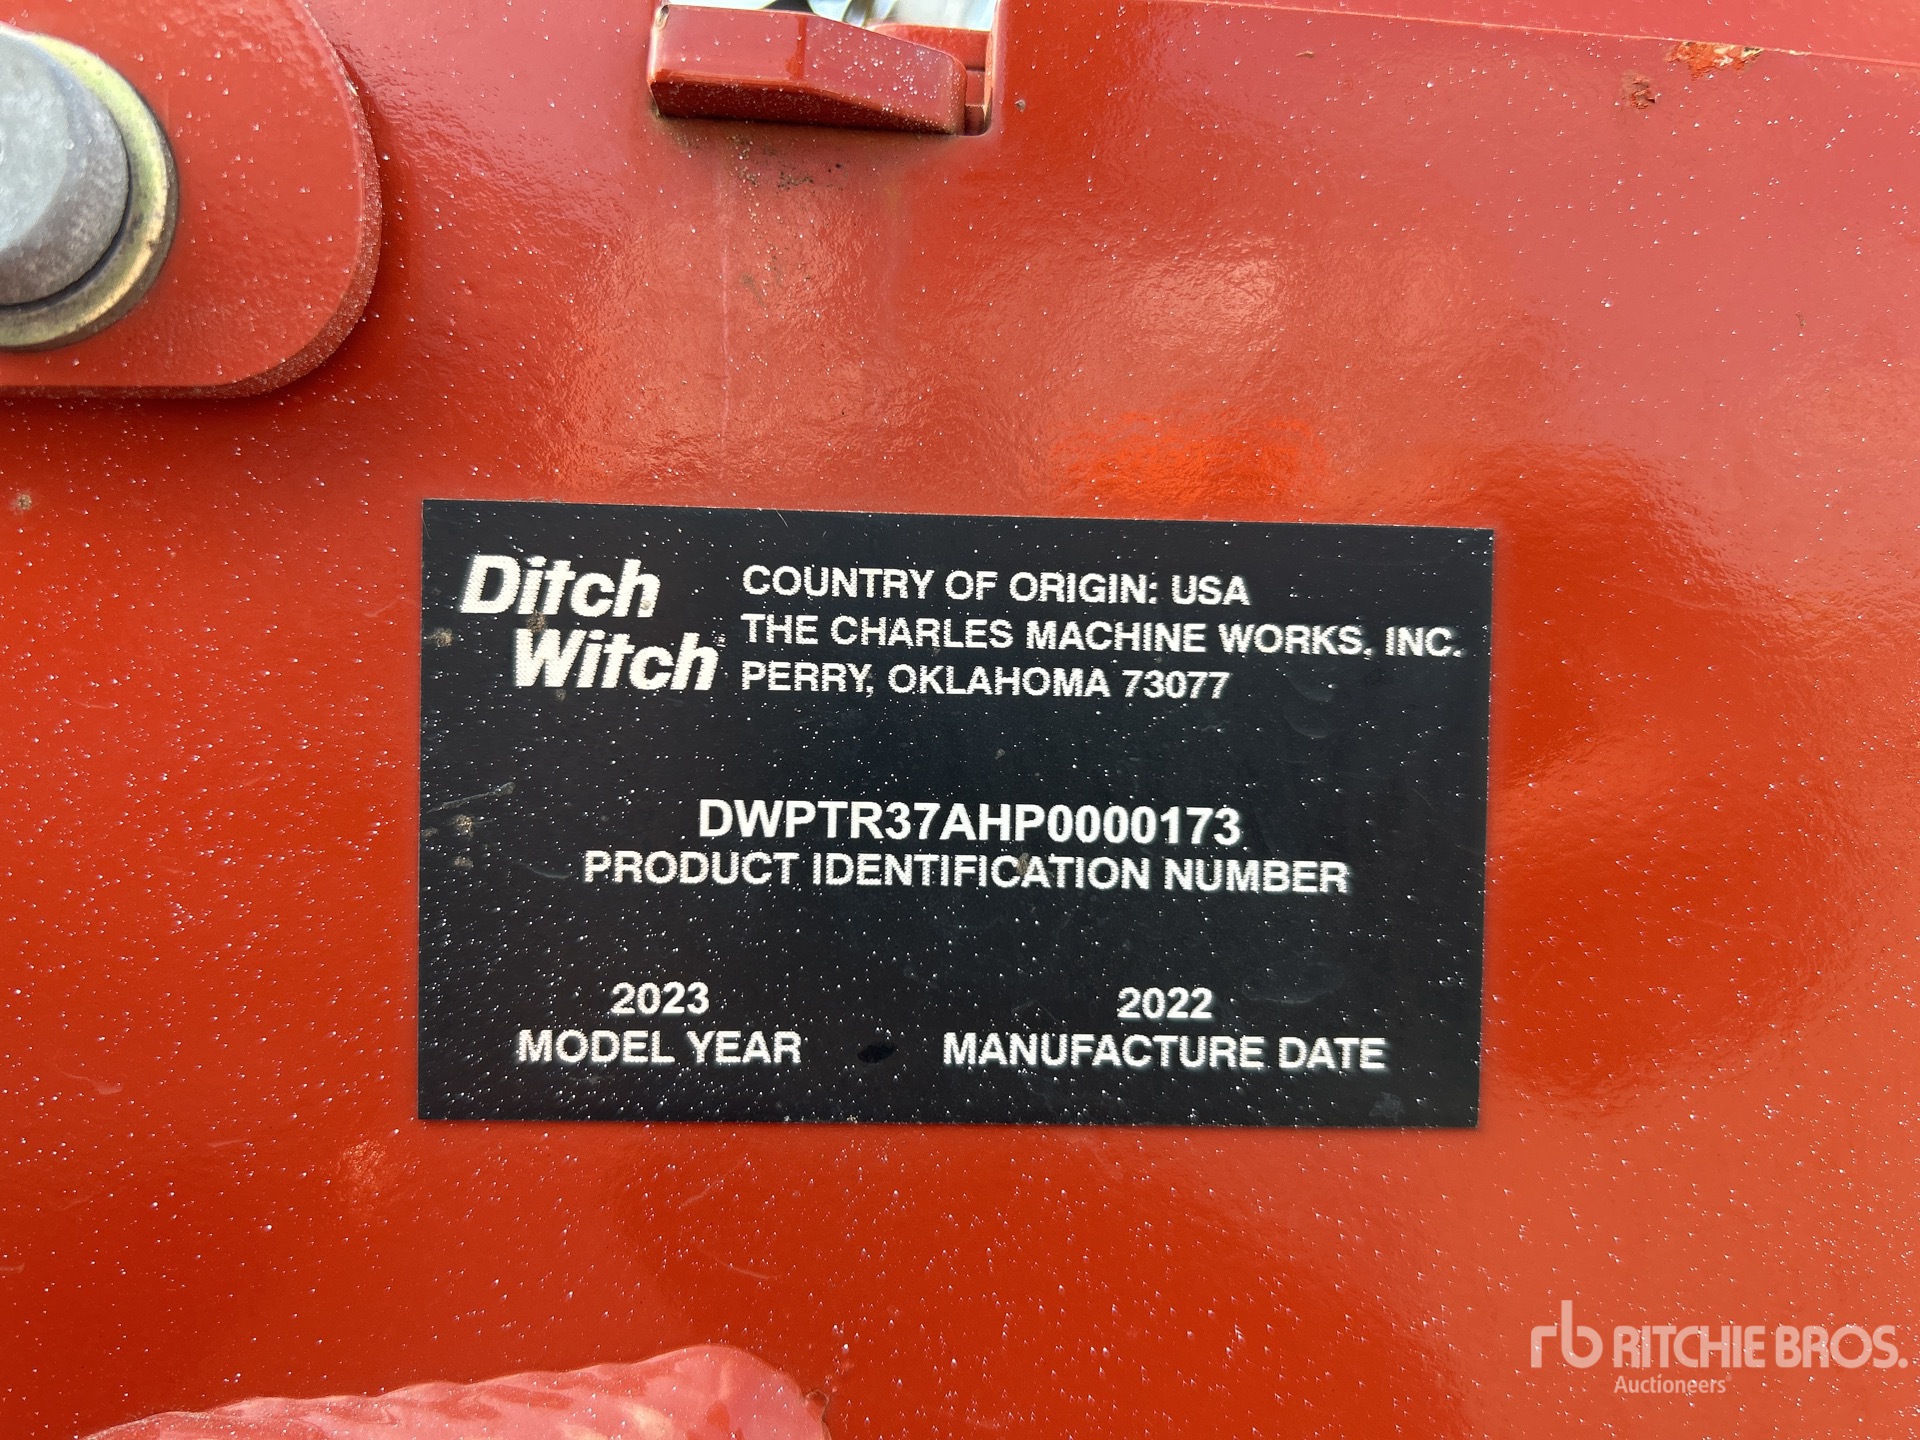 Ditch
Witch
COUNTRY OF ORIGIN: USA
THE CHARLES MACHINE WORKS, INC.
PERRY, OKLAHOMA 73077
DWPTR37AHP0000173
PRODUCT IDENTIFICATION NUMBER
2023
MODEL YEAR
2022
MANUFACTURE DATE
rb RITCHIE BROS.
Auctioneers